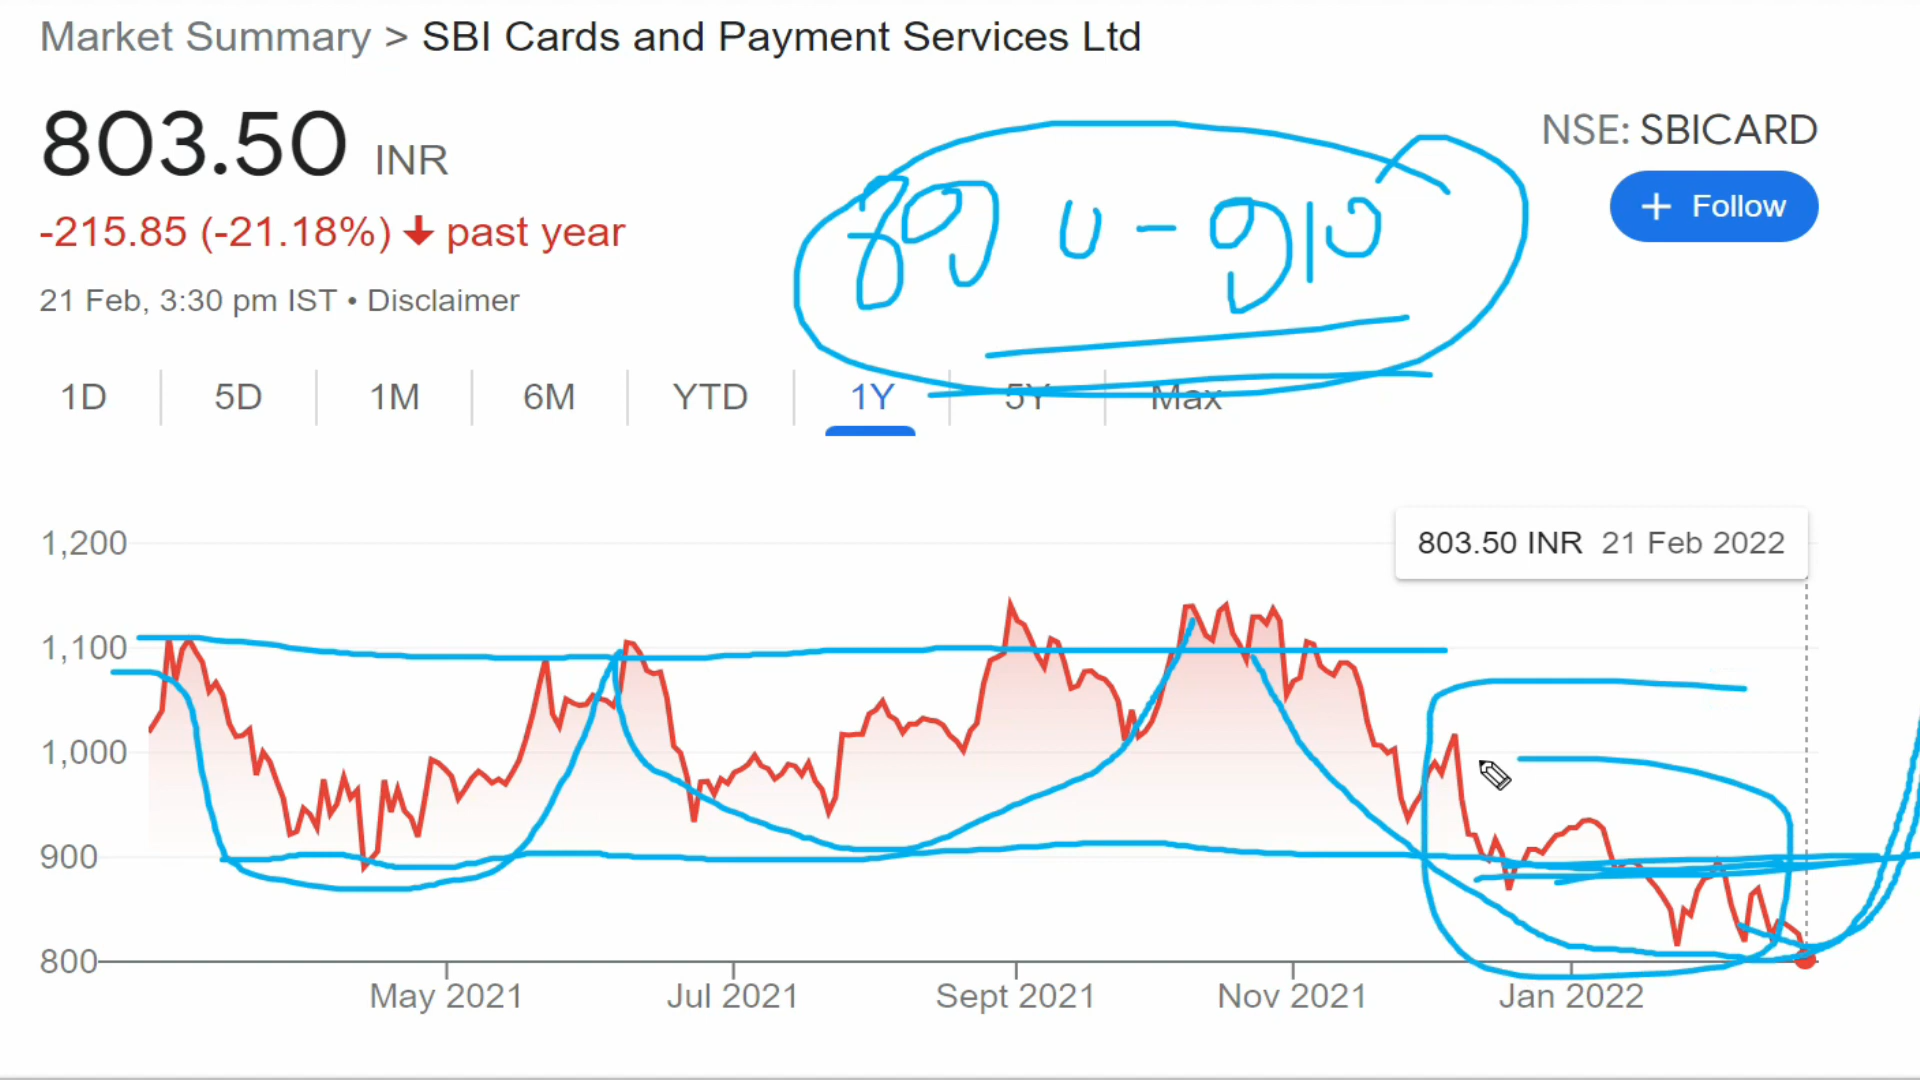 Market Summary > SBI Cards and Payment Services Ltd
803.50 INR
NSE: SBICARD
+ Follow
-215.85 (-21.18%) ↓ past year
21 Feb, 3:30 pm IST • Disclaimer
890 - 910
1D 5D 1M 6M YTD 1Y 5Y Max
803.50 INR 21 Feb 2022
1,200
1,100
1,000
900
800
May 2021 Jul 2021 Sept 2021 Nov 2021 Jan 2022